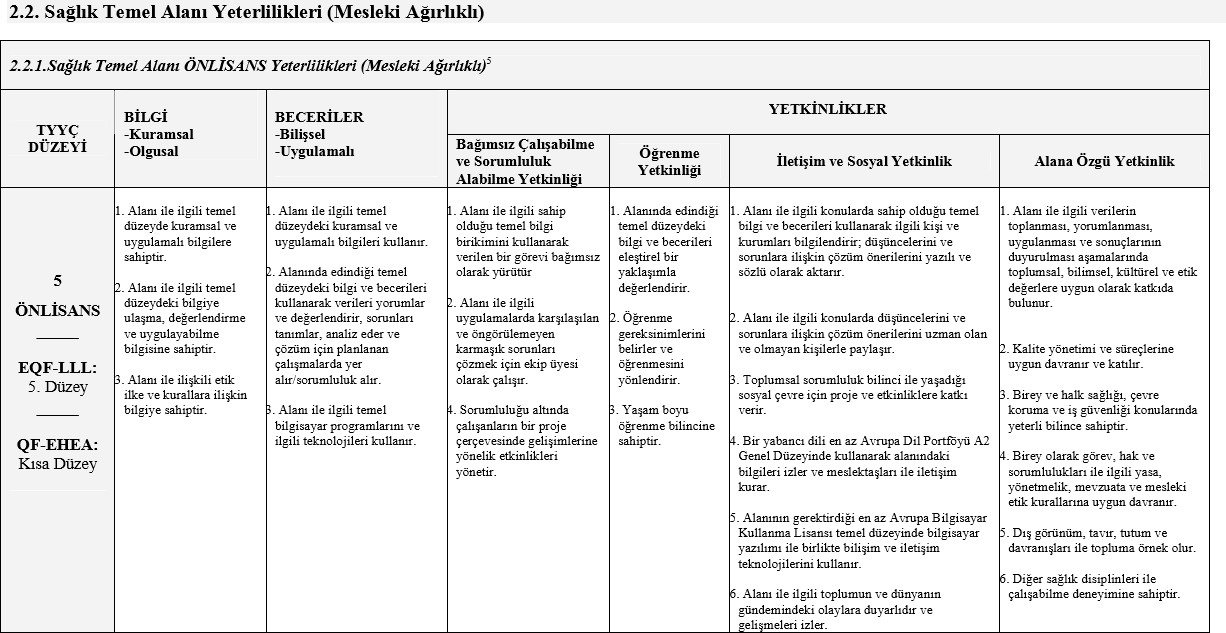 2.2. Sağlık Temel Alanı Yeterlilikleri (Mesleki Ağırlıklı)
2.2.1.Sağlık Temel Alanı ÖNLİSANS Yeterlilikleri (Mesleki Ağırlıklı)5
TYYÇ
DÜZEYİ
BİLGİ
-Kuramsal
-Olgusal
BECERİLER
-Bilişsel
-Uygulamalı
YETKİNLİKLER
Bağımsız Çalışabilme
ve Sorumluluk
Alabilme Yetkinliği
Öğrenme
Yetkinliği
İletişim ve Sosyal Yetkinlik
Alana Özgü Yetkinlik
5
ÖNLİSANS
EQF-LLL:
5. Düzey
QF-EHEA:
Kısa Düzey
1. Alanı ile ilgili temel
düzeyde kuramsal ve
uygulamalı bilgilere
sahiptir.
2. Alanı ile ilgili temel
düzeydeki bilgiye
ulaşma, değerlendirme
ve uygulayabilme
bilgisine sahiptir.
3. Alanı ile ilişkili etik
ilke ve kurallara ilişkin
bilgiye sahiptir.
1. Alanı ile ilgili temel
düzeydeki kuramsal ve
uygulamalı bilgileri kullanır.
2. Alanında edindiği temel
düzeydeki bilgi ve becerileri
kullanarak verileri yorumlar
ve değerlendirir, sorunları
tanımlar, analiz eder ve
çözüm için planlanan
çalışmalarda yer
alır/sorumluluk alır.
3. Alanı ile ilgili temel
bilgisayar programlarını ve
ilgili teknolojileri kullanır.
1. Alanı ile ilgili sahip
olduğu temel bilgi
birikimini kullanarak
verilen bir görevi bağımsız
olarak yürütür
2. Alanı ile ilgili
uygulamalarda karşılaşılan
ve öngörülemeyen
karmaşık sorunları
çözmek için ekip üyesi
olarak çalışır.
4. Sorumluluğu altında
çalışanların bir proje
çerçevesinde gelişimlerine
yönelik etkinlikleri
yönetir.
1. Alanında edindiği
temel düzeydeki
bilgi ve becerileri
eleştirel bir
yaklaşımla
değerlendirir.
2. Öğrenme
gereksinimlerini
belirler ve
öğrenmesini
yönlendirir.
3. Yaşam boyu
öğrenme bilincine
sahiptir.
1. Alanı ile ilgili konularda sahip olduğu temel
bilgi ve becerileri kullanarak ilgili kişi ve
kurumları bilgilendirir; düşüncelerini ve
sorunlara ilişkin çözüm önerilerini yazılı ve
sözlü olarak aktarır.
2. Alanı ile ilgili konularda düşüncelerini ve
sorunlara ilişkin çözüm önerilerini uzman olan
ve olmayan kişilerle paylaşır.
3. Toplumsal sorumluluk bilinci ile yaşadığı
sosyal çevre için proje ve etkinliklere katkı
verir.
4. Bir yabancı dili en az Avrupa Dil Portföyü A2
Genel Düzeyinde kullanarak alanındaki
bilgileri izler ve meslektaşları ile iletişim
kurar.
5. Alanının gerektirdiği en az Avrupa Bilgisayar
Kullanma Lisansı temel düzeyinde bilgisayar
yazılımı ile birlikte bilişim ve iletişim
teknolojilerini kullanır.
6. Alanı ile ilgili toplumun ve dünyanın
gündemindeki olaylara duyarlıdır ve
gelişmeleri izler.
1. Alanı ile ilgili verilerin
toplanması, yorumlanması,
uygulanması ve sonuçlarının
duyurulması aşamalarında
toplumsal, bilimsel, kültürel ve etik
değerlere uygun olarak katkıda
bulunur.
2. Kalite yönetimi ve süreçlerine
uygun davranır ve katılır.
3. Birey ve halk sağlığı, çevre
koruma ve iş güvenliği konularında
yeterli bilince sahiptir.
4. Birey olarak görev, hak ve
sorumlulukları ile ilgili yasa,
yönetmelik, mevzuata ve mesleki
etik kurallarına uygun davranır.
5. Dış görünüm, tavır, tutum ve
davranışları ile topluma örnek olur.
6. Diğer sağlık disiplinleri ile
çalışabilme deneyimine sahiptir.